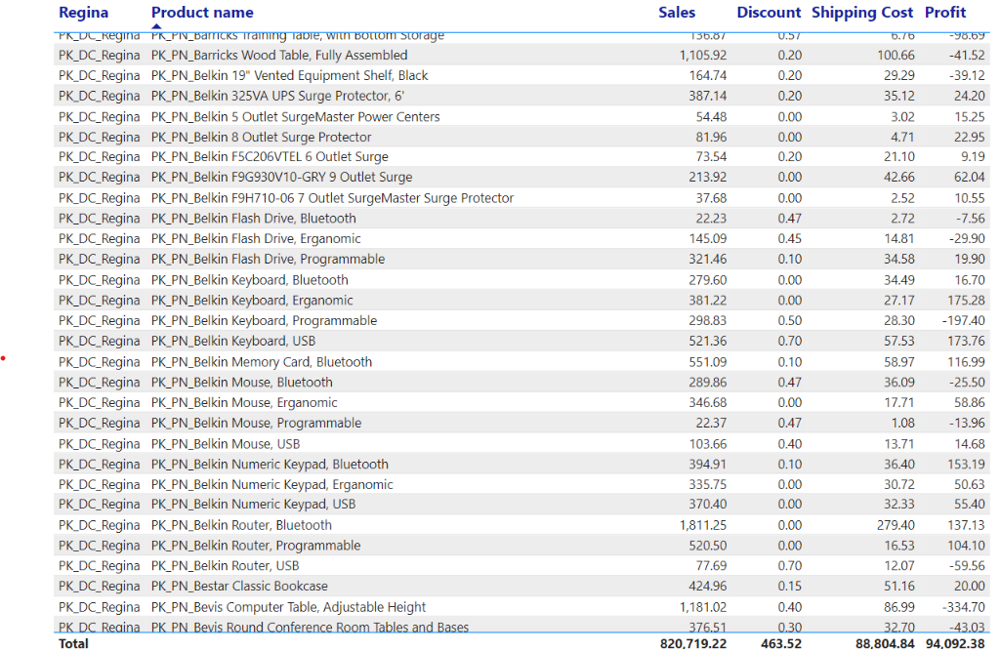 Regina Product name Sales Discount Shipping Cost Profit
PK_DC_Regina PK_PN_Barricks Training Table, with Bottom Storage 136.87 0.57 6.76 -98.69
PK_DC_Regina PK_PN_Barricks Wood Table, Fully Assembled 1,105.92 0.20 100.66 -41.52
PK_DC_Regina PK_PN_Belkin 19" Vented Equipment Shelf, Black 164.74 0.20 29.29 -39.12
PK_DC_Regina PK_PN_Belkin 325VA UPS Surge Protector, 6' 387.14 0.20 35.12 24.20
PK_DC_Regina PK_PN_Belkin 5 Outlet SurgeMaster Power Centers 54.48 0.00 3.02 15.25
PK_DC_Regina PK_PN_Belkin 8 Outlet Surge Protector 81.96 0.00 4.71 22.95
PK_DC_Regina PK_PN_Belkin F5C206VTEL 6 Outlet Surge 73.54 0.20 21.10 9.19
PK_DC_Regina PK_PN_Belkin F9G930V10-GRY 9 Outlet Surge 213.92 0.00 42.66 62.04
PK_DC_Regina PK_PN_Belkin F9H710-06 7 Outlet SurgeMaster Surge Protector 37.68 0.00 2.52 10.55
PK_DC_Regina PK_PN_Belkin Flash Drive, Bluetooth 22.23 0.47 2.72 -7.56
PK_DC_Regina PK_PN_Belkin Flash Drive, Erganomic 145.09 0.45 14.81 -29.90
PK_DC_Regina PK_PN_Belkin Flash Drive, Programmable 321.46 0.10 34.58 19.90
PK_DC_Regina PK_PN_Belkin Keyboard, Bluetooth 279.60 0.00 34.49 16.70
PK_DC_Regina PK_PN_Belkin Keyboard, Erganomic 381.22 0.00 27.17 175.28
PK_DC_Regina PK_PN_Belkin Keyboard, Programmable 298.83 0.50 28.30 -197.40
PK_DC_Regina PK_PN_Belkin Keyboard, USB 521.36 0.70 57.53 173.76
PK_DC_Regina PK_PN_Belkin Memory Card, Bluetooth 551.09 0.10 58.97 116.99
PK_DC_Regina PK_PN_Belkin Mouse, Bluetooth 289.86 0.47 36.09 -25.50
PK_DC_Regina PK_PN_Belkin Mouse, Erganomic 346.68 0.00 17.71 58.86
PK_DC_Regina PK_PN_Belkin Mouse, Programmable 22.37 0.47 1.08 -13.96
PK_DC_Regina PK_PN_Belkin Mouse, USB 103.66 0.40 13.71 14.68
PK_DC_Regina PK_PN_Belkin Numeric Keypad, Bluetooth 394.91 0.10 36.40 153.19
PK_DC_Regina PK_PN_Belkin Numeric Keypad, Erganomic 335.75 0.00 30.72 50.63
PK_DC_Regina PK_PN_Belkin Numeric Keypad, USB 370.40 0.00 32.33 55.40
PK_DC_Regina PK_PN_Belkin Router, Bluetooth 1,811.25 0.00 279.40 137.13
PK_DC_Regina PK_PN_Belkin Router, Programmable 520.50 0.00 16.53 104.10
PK_DC_Regina PK_PN_Belkin Router, USB 77.69 0.70 12.07 -59.56
PK_DC_Regina PK_PN_Bestar Classic Bookcase 424.96 0.15 51.16 20.00
PK_DC_Regina PK_PN_Bevis Computer Table, Adjustable Height 1,181.02 0.40 86.99 -334.70
PK_DC_Regina PK_PN_Bevis Round Conference Room Tables and Bases 376.51 0.30 32.70 -43.03
Total 820,719.22 463.52 88,804.84 94,092.38